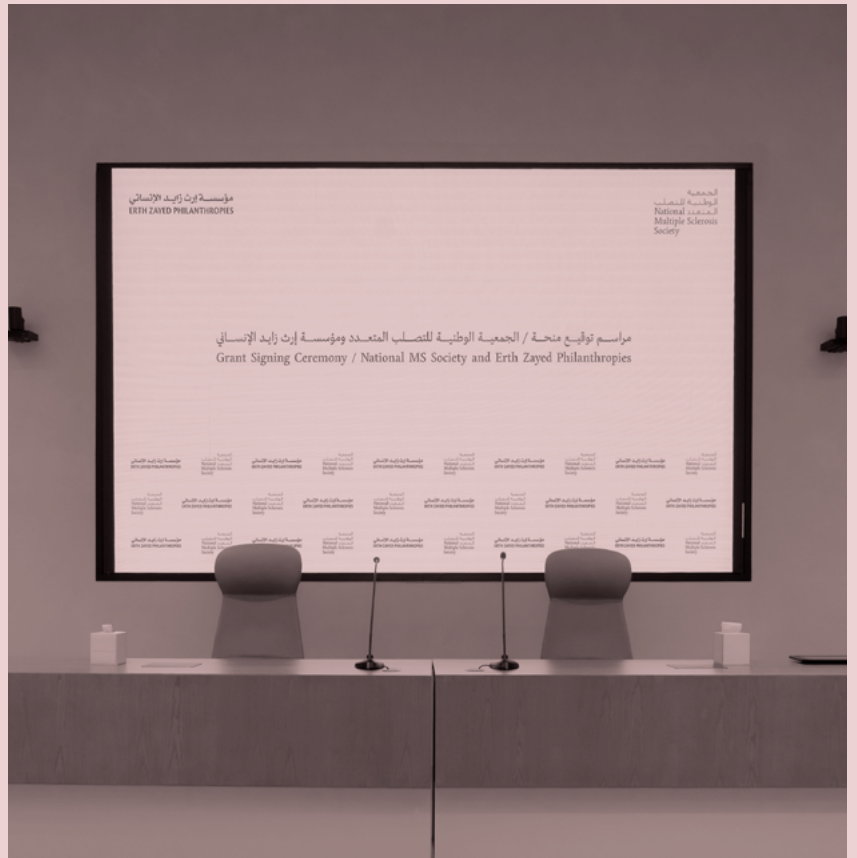 مؤسسة إرث زايد الإنساني
ERTH ZAYED PHILANTHROPIES
الجمعية
الوطنية للتصلب
National المتعدد
Multiple Sclerosis
Society
مراسم توقيع منحة / الجمعية الوطنية للتصلب المتعدد ومؤسسة إرث زايد الإنساني
Grant Signing Ceremony / National MS Society and Erth Zayed Philanthropies